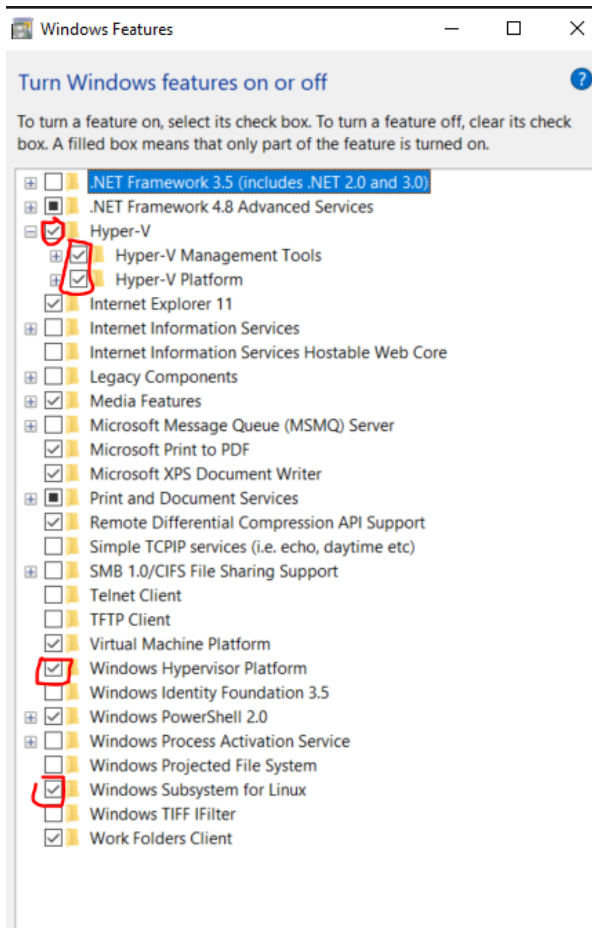 Windows Features
Turn Windows features on or off
To turn a feature on, select its check box. To turn a feature off, clear its check
box. A filled box means that only part of the feature is turned on.
.NET Framework 3.5 (includes .NET 2.0 and 3.0)
.NET Framework 4.8 Advanced Services
Hyper-V
Hyper-V Management Tools
Hyper-V Platform
Internet Explorer 11
Internet Information Services
Internet Information Services Hostable Web Core
Legacy Components
Media Features
Microsoft Message Queue (MSMQ) Server
Microsoft Print to PDF
Microsoft XPS Document Writer
Print and Document Services
Remote Differential Compression API Support
Simple TCPIP services (i.e. echo, daytime etc)
SMB 1.0/CIFS File Sharing Support
Telnet Client
TFTP Client
Virtual Machine Platform
Windows Hypervisor Platform
Windows Identity Foundation 3.5
Windows PowerShell 2.0
Windows Process Activation Service
Windows Projected File System
Windows Subsystem for Linux
Windows TIFF IFilter
Work Folders Client